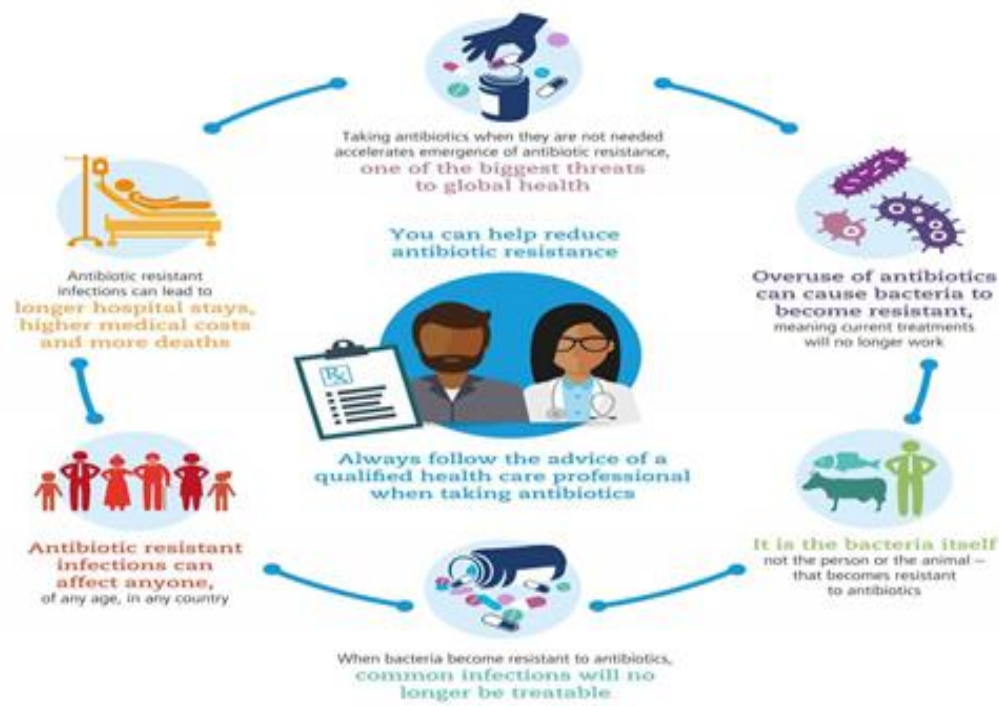 Taking antibiotics when they are not needed
accelerates emergence of antibiotic resistance,
one of the biggest threats
to global health
Overuse of antibiotics
can cause bacteria to
become resistant,
meaning current treatments
will no longer work
It is the bacteria itself
not the person or the animal –
that becomes resistant
to antibiotics
When bacteria become resistant to antibiotics,
common infections will no
longer be treatable
Antibiotic resistant
infections can
affect anyone,
of any age, in any country
Antibiotic resistant
infections can lead to
longer hospital stays,
higher medical costs
and more deaths
You can help reduce
antibiotic resistance
Rx
Always follow the advice of a
qualified health care professional
when taking antibiotics